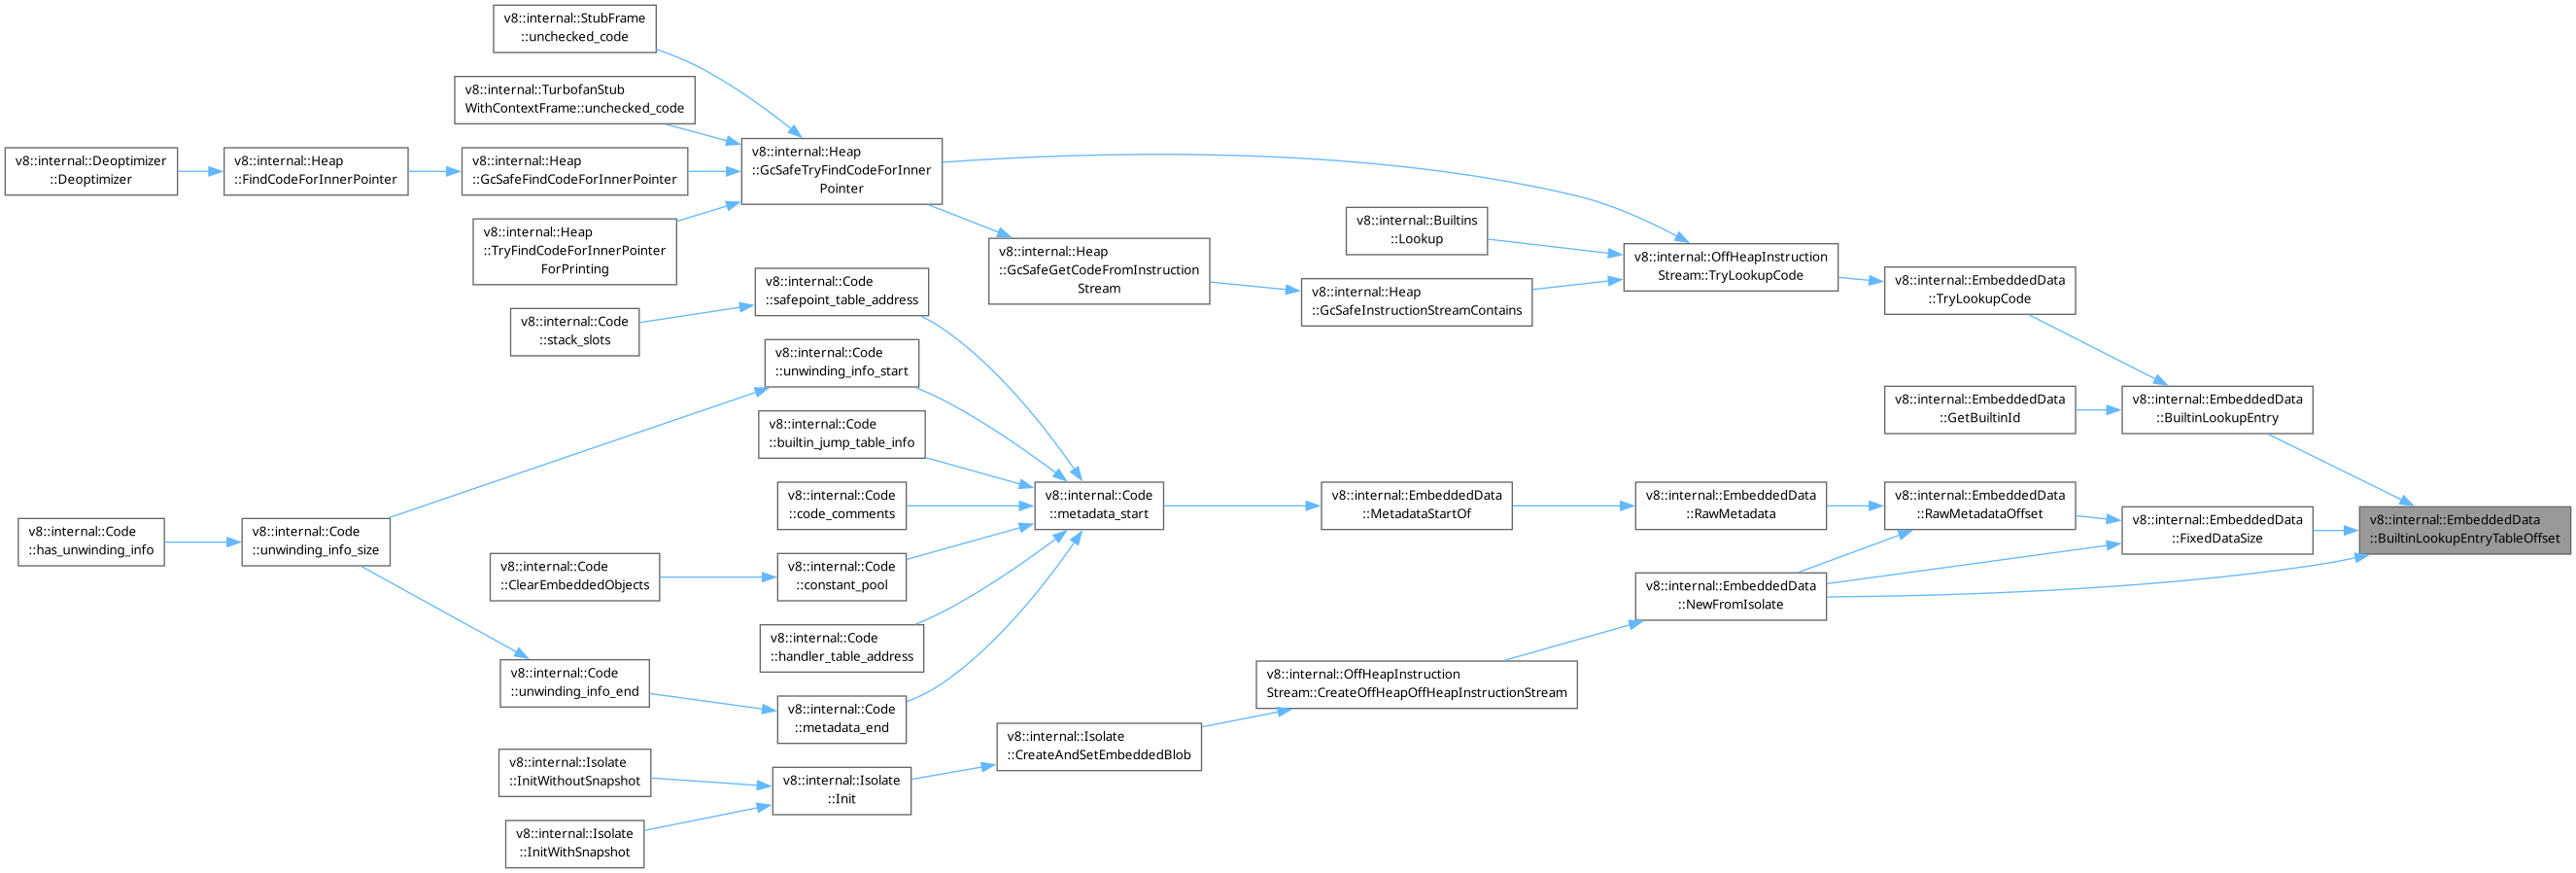 v8::internal::StubFrame
::unchecked_code
v8::internal::TurbofanStub
WithContextFrame::unchecked_code
v8::internal::Deoptimizer
::Deoptimizer
v8::internal::Heap
::FindCodeForInnerPointer
v8::internal::Heap
::GcSafeFindCodeForInnerPointer
v8::internal::Heap
::GcSafeTryFindCodeForInner
Pointer
v8::internal::Heap
::TryFindCodeForInnerPointer
ForPrinting
v8::internal::Heap
::GcSafeGetCodeFromInstruction
Stream
v8::internal::Builtins
::Lookup
v8::internal::Heap
::GcSafeInstructionStreamContains
v8::internal::OffHeapInstruction
Stream::TryLookupCode
v8::internal::EmbeddedData
::TryLookupCode
v8::internal::Code
::safepoint_table_address
v8::internal::Code
::stack_slots
v8::internal::Code
::unwinding_info_start
v8::internal::Code
::builtin_jump_table_info
v8::internal::EmbeddedData
::GetBuiltinId
v8::internal::EmbeddedData
::BuiltinLookupEntry
v8::internal::Code
::has_unwinding_info
v8::internal::Code
::unwinding_info_size
v8::internal::Code
::code_comments
v8::internal::Code
::metadata_start
v8::internal::EmbeddedData
::MetadataStartOf
v8::internal::EmbeddedData
::RawMetadata
v8::internal::EmbeddedData
::RawMetadataOffset
v8::internal::EmbeddedData
::FixedDataSize
v8::internal::EmbeddedData
::BuiltinLookupEntryTableOffset
v8::internal::Code
::ClearEmbeddedObjects
v8::internal::Code
::constant_pool
v8::internal::EmbeddedData
::NewFromIsolate
v8::internal::Code
::handler_table_address
v8::internal::Code
::unwinding_info_end
v8::internal::Code
::metadata_end
v8::internal::OffHeapInstruction
Stream::CreateOffHeapOffHeapInstructionStream
v8::internal::Isolate
::CreateAndSetEmbeddedBlob
v8::internal::Isolate
::InitWithoutSnapshot
v8::internal::Isolate
::Init
v8::internal::Isolate
::InitWithSnapshot